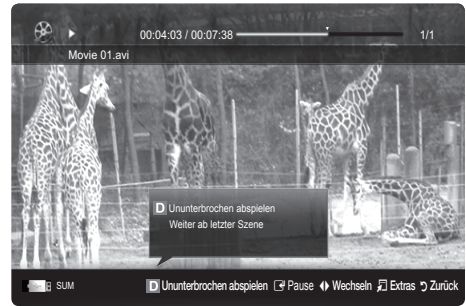 00:04:03 / 00:07:38 1/1
Movie 01.avi
D Ununterbrochen abspielen
Weiter ab letzter Szene
SUM D Ununterbrochen abspielen Pause Wechseln Extras Zurück